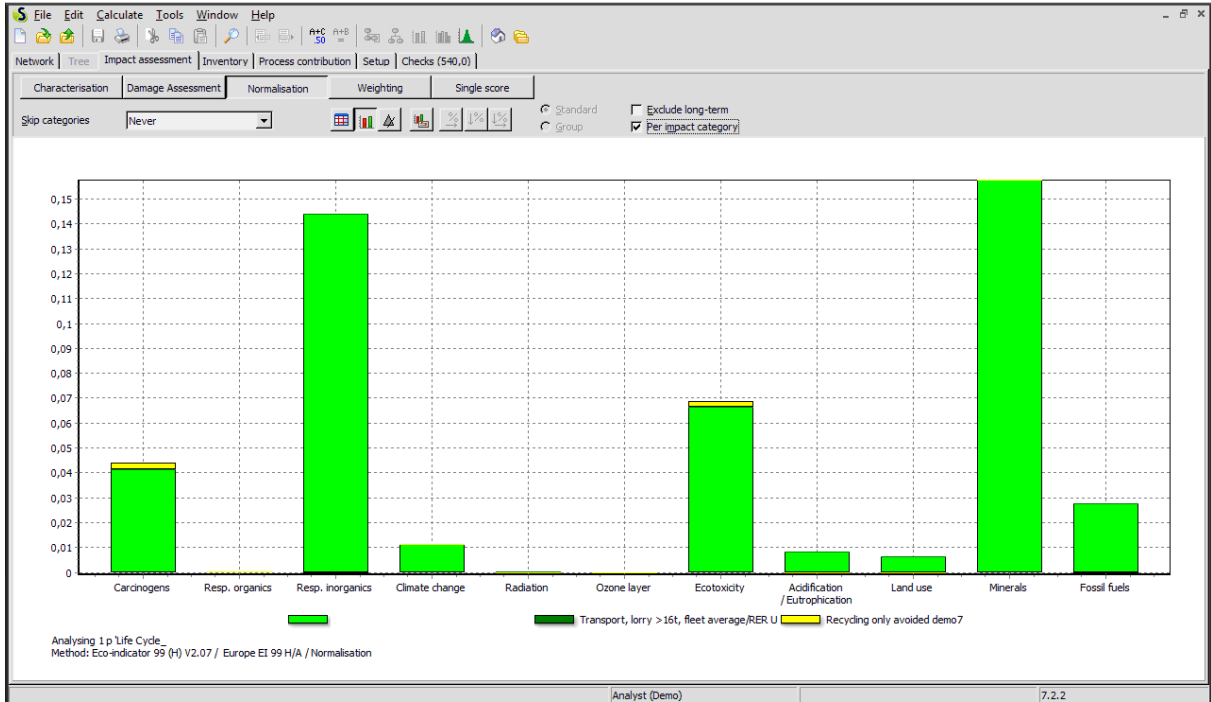 File Edit Calculate Tools Window Help
A+C .50 A+B =
Network Tree Impact assessment Inventory Process contribution Setup Checks (540,0)
Characterisation Damage Assessment Normalisation Weighting Single score
Skip categories Never Standard Exclude long-term
Group Per impact category
0,15
0,14
0,13
0,12
0,11
0,1
0,09
0,08
0,07
0,06
0,05
0,04
0,03
0,02
0,01
0
Carcinogens Resp. organics Resp. inorganics Climate change Radiation Ozone layer Ecotoxicity Acidification / Eutrophication Land use Minerals Fossil fuels
Transport, lorry >16t, fleet average/RER U Recycling only avoided demo7
Analysing 1 p 'Life Cycle_
Method: Eco-indicator 99 (H) V2.07 / Europe EI 99 H/A / Normalisation
Analyst (Demo) 7.2.2